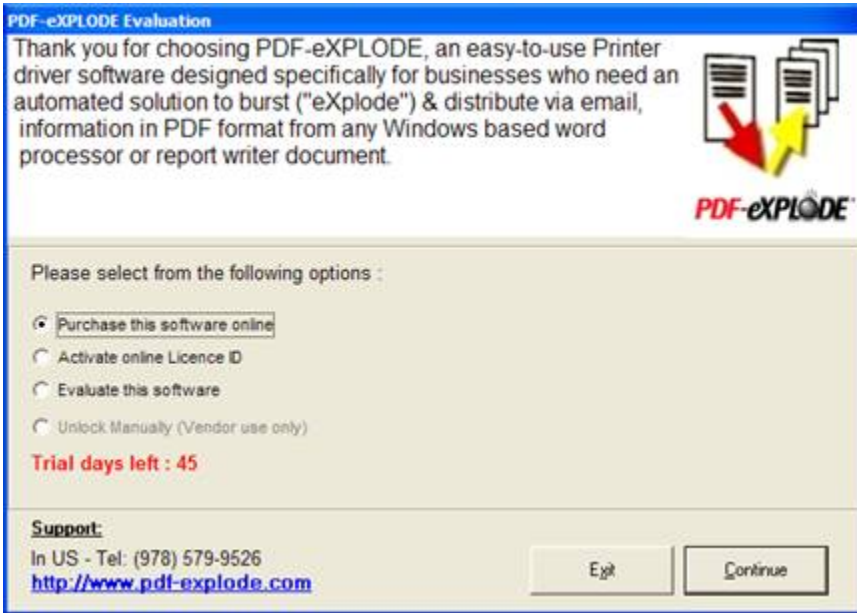 PDF-eXPLODE Evaluation
Thank you for choosing PDF-eXPLODE, an easy-to-use Printer
driver software designed specifically for businesses who need an
automated solution to burst ("eXplode") & distribute via email,
information in PDF format from any Windows based word
processor or report writer document.
PDF-eXPLODE
Please select from the following options :
Purchase this software online
Activate online Licence ID
Evaluate this software
Unlock Manually (Vendor use only)
Trial days left : 45
Support:
In US - Tel: (978) 579-9526
http://www.pdf-explode.com
Exit
Continue